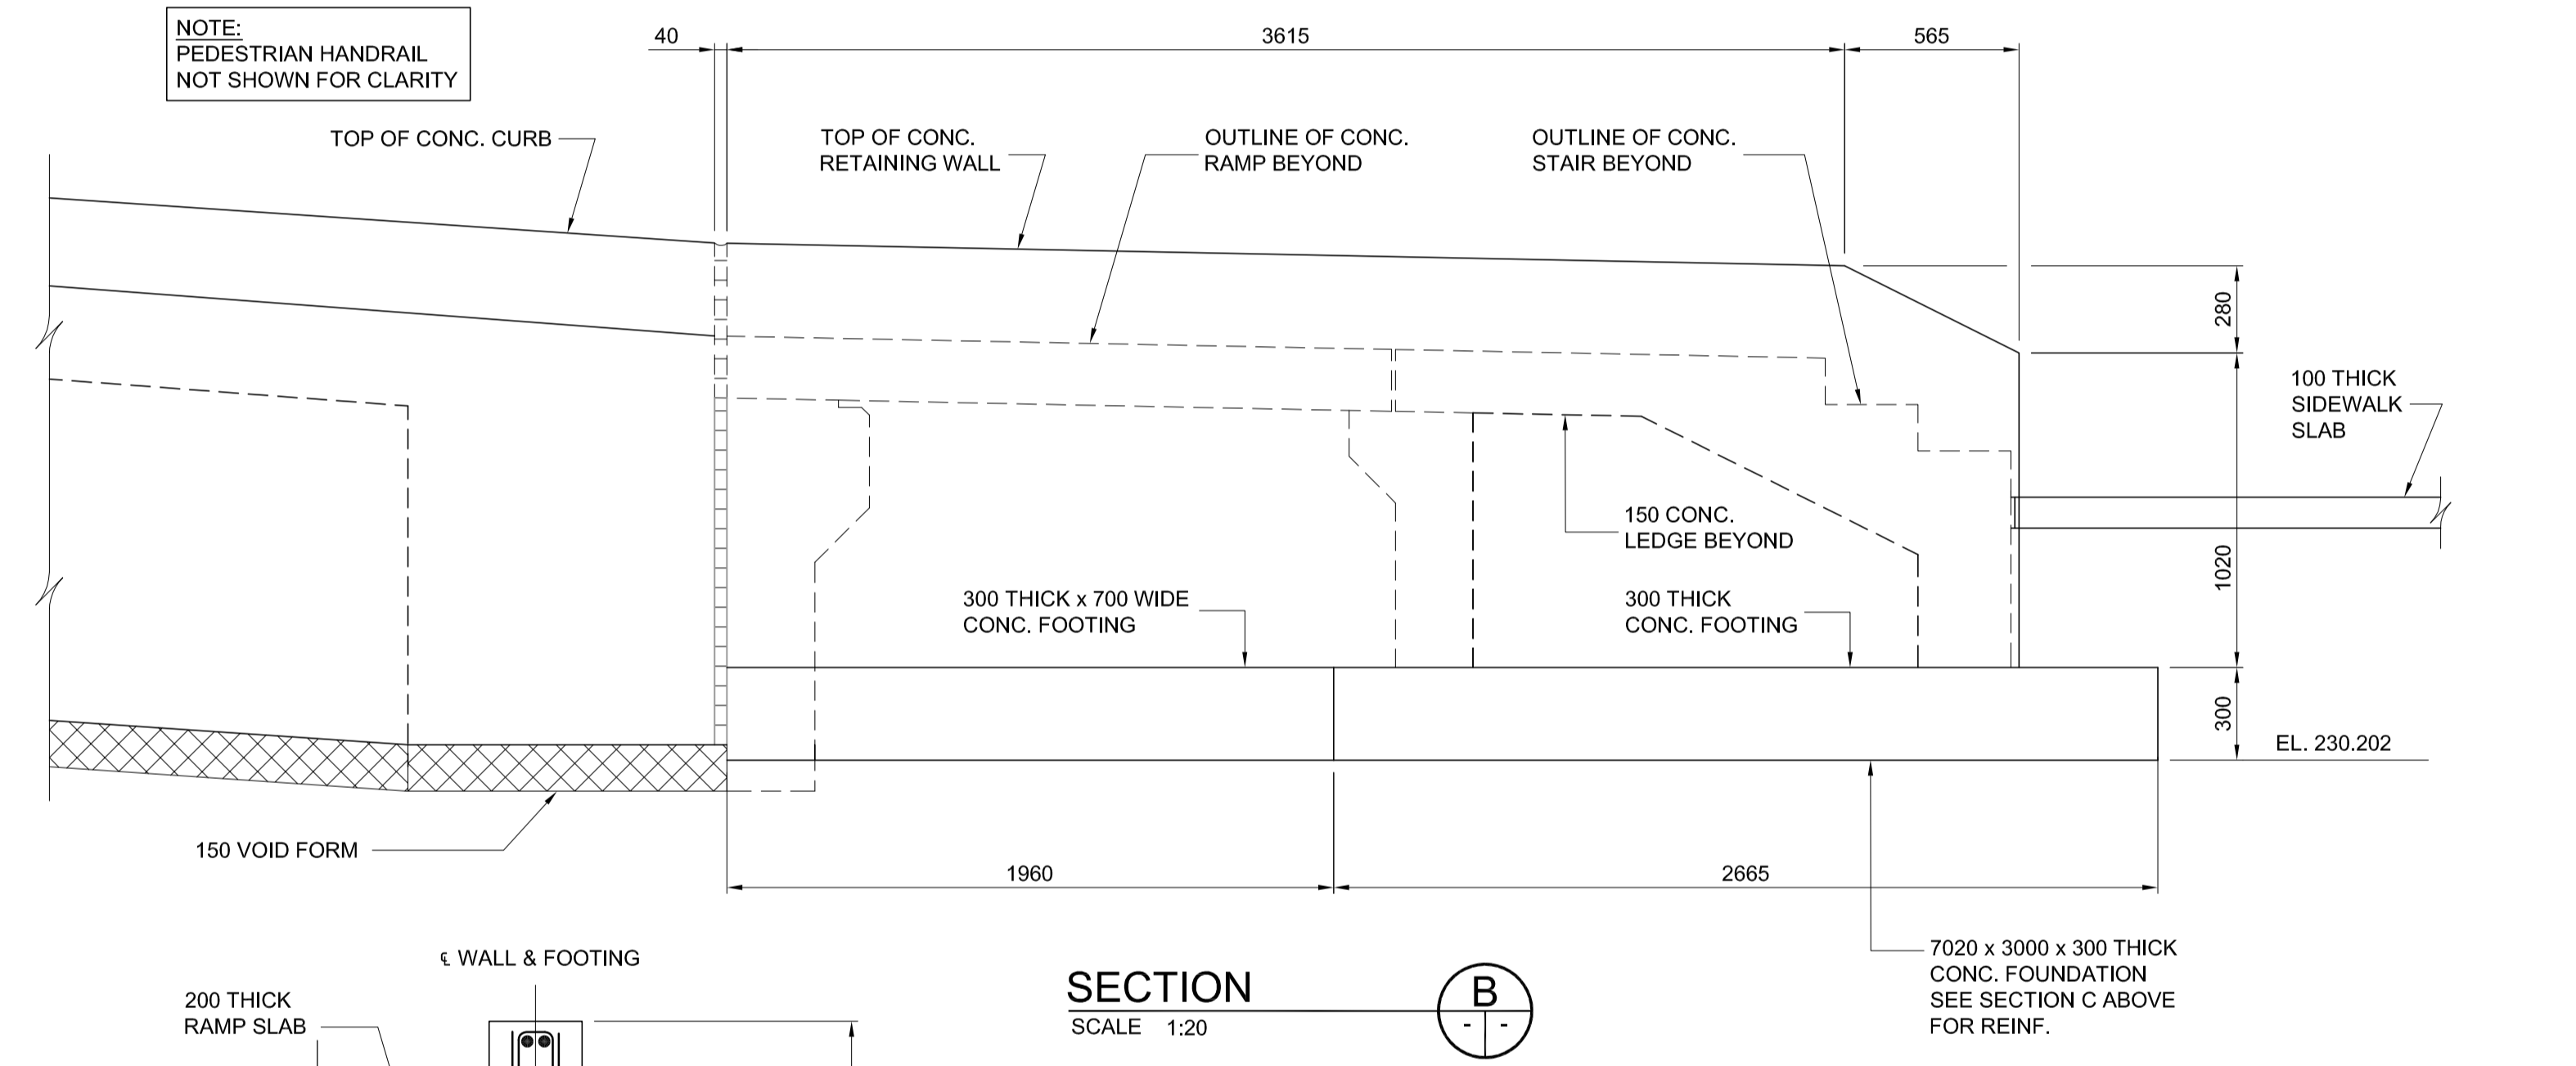 NOTE:
PEDESTRIAN HANDRAIL
NOT SHOWN FOR CLARITY
40
3615
565
TOP OF CONC. CURB
TOP OF CONC.
RETAINING WALL
OUTLINE OF CONC.
RAMP BEYOND
OUTLINE OF CONC.
STAIR BEYOND
280
100 THICK
SIDEWALK
SLAB
150 CONC.
LEDGE BEYOND
1020
300 THICK x 700 WIDE
CONC. FOOTING
300 THICK
CONC. FOOTING
300
EL. 230.202
150 VOID FORM
1960
2665
7020 x 3000 x 300 THICK
CONC. FOUNDATION
SEE SECTION C ABOVE
FOR REINF.
℄ WALL & FOOTING
200 THICK
RAMP SLAB
SECTION
SCALE 1:20
B
- -